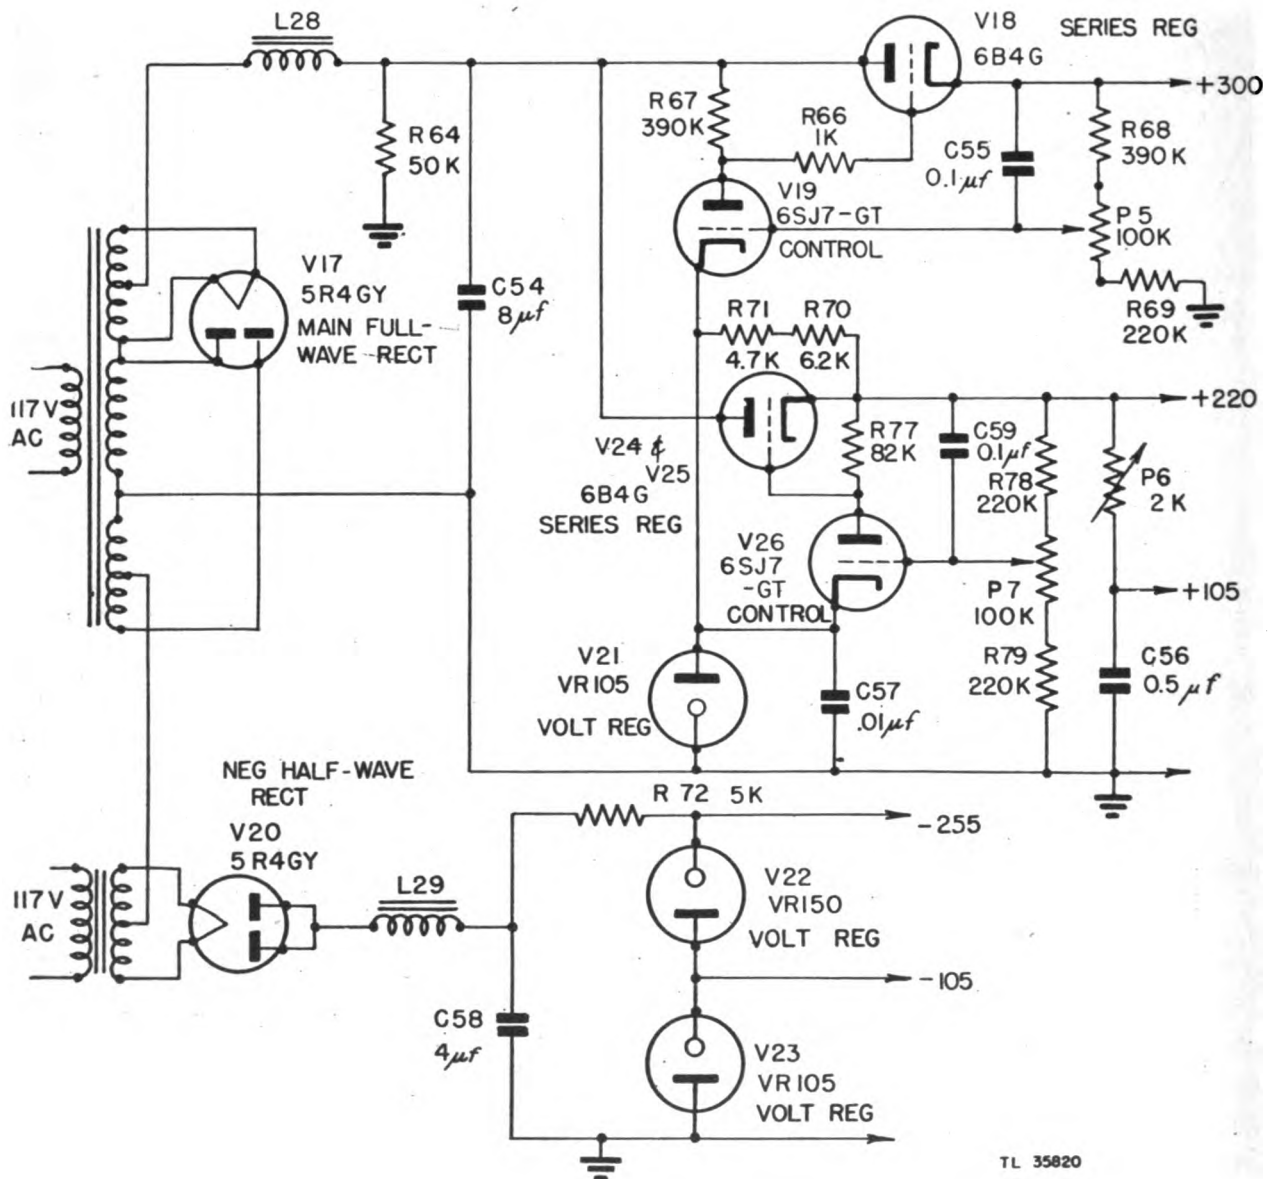 L28
V18
6B4G
SERIES REG
+300
R64
50K
R67
390K
R66
1K
C55
0.1μf
R68
390K
V19
6SJ7-GT
CONTROL
P5
100K
R69
220K
V17
5R4GY
MAIN FULL-
WAVE RECT
C54
8μf
R71
4.7K
R70
6.2K
117V
AC
+220
V24 &
V25
6B4G
SERIES REG
R77
82K
C59
0.1μf
R78
220K
P6
2K
V26
6SJ7
-GT
CONTROL
P7
100K
+105
V21
VR105
VOLT REG
C57
.01μf
R79
220K
C56
0.5μf
NEG HALF-WAVE
RECT
V20
5R4GY
R72 5K
-255
117V
AC
L29
V22
VR150
VOLT REG
-105
C58
4μf
V23
VR105
VOLT REG
TL 35820